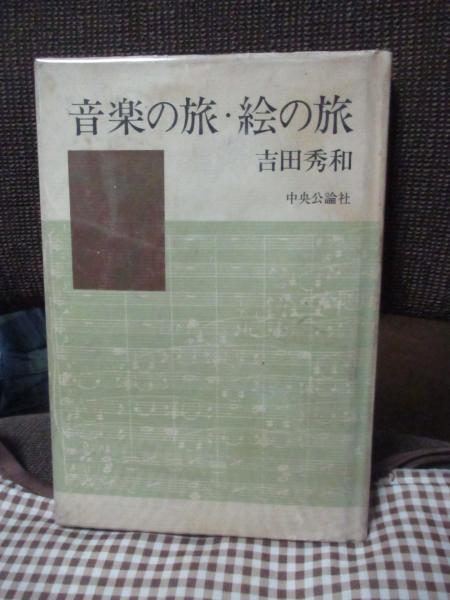 音楽の旅・絵の旅
吉田秀和
中央公論社